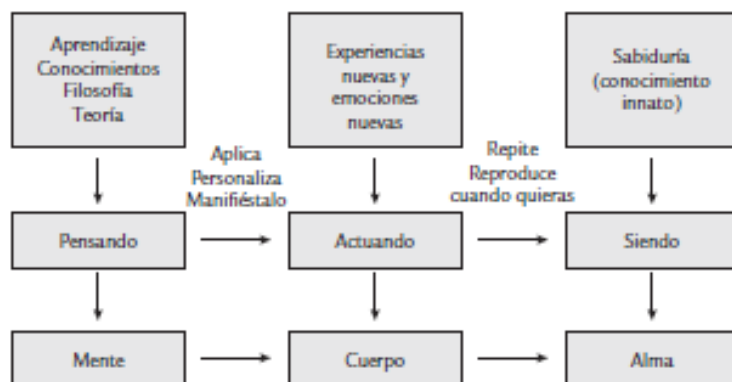 Aprendizaje
Conocimientos
Filosofía
Teoría
Experiencias
nuevas y
emociones
nuevas
Sabiduría
(conocimiento
innato)
Aplica
Personaliza
Manifiéstalo
Repite
Reproduce
cuando quieras
Pensando
Actuando
Siendo
Mente
Cuerpo
Alma